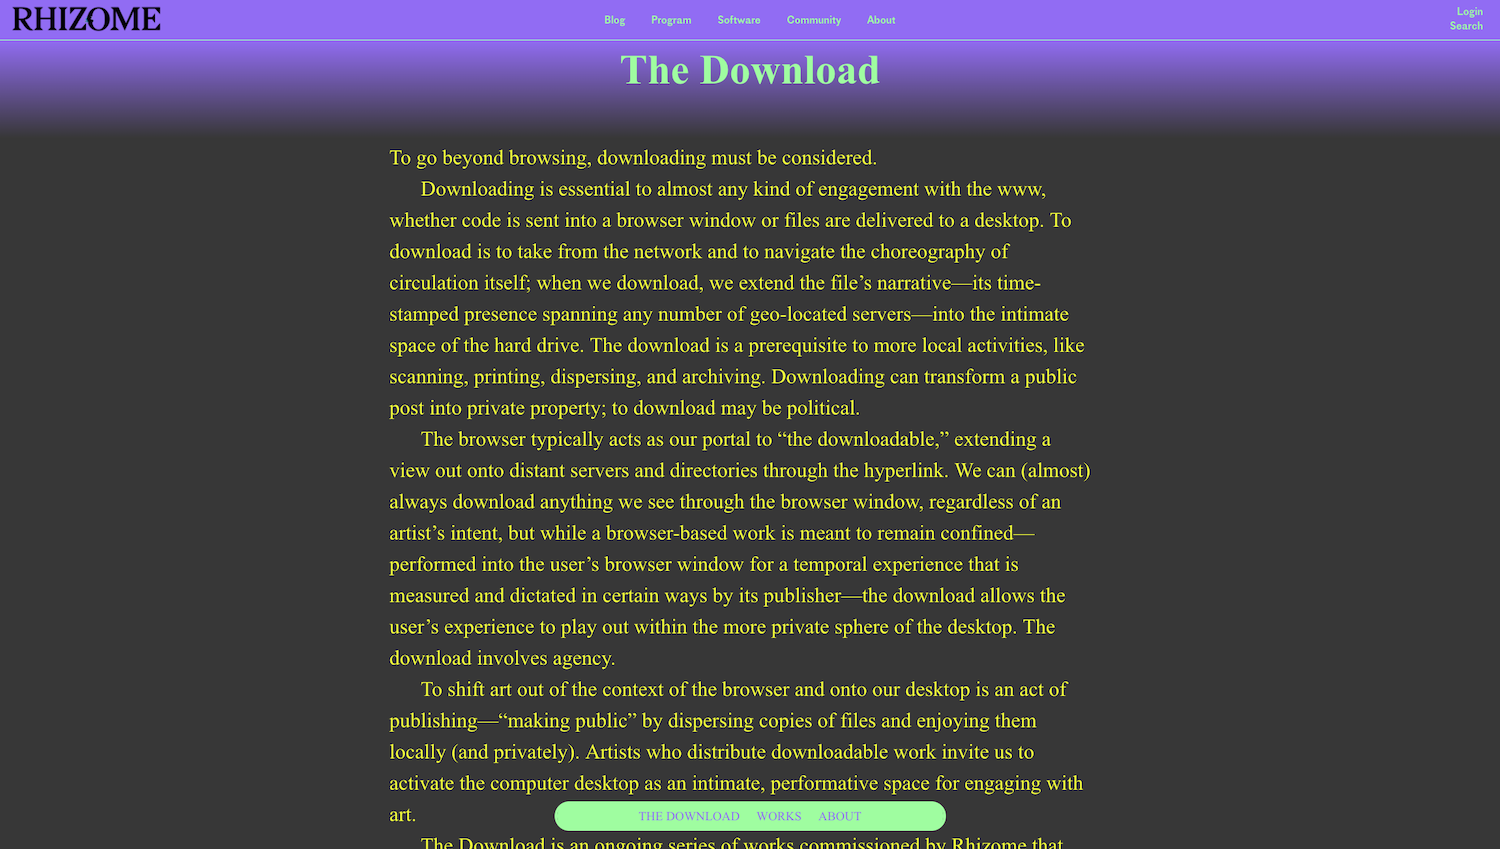 RHIZOME
Blog Program Software Community About
Login
Search
The Download
To go beyond browsing, downloading must be considered.
Downloading is essential to almost any kind of engagement with the www,
whether code is sent into a browser window or files are delivered to a desktop. To
download is to take from the network and to navigate the choreography of
circulation itself; when we download, we extend the file’s narrative—its time-
stamped presence spanning any number of geo-located servers—into the intimate
space of the hard drive. The download is a prerequisite to more local activities, like
scanning, printing, dispersing, and archiving. Downloading can transform a public
post into private property; to download may be political.
The browser typically acts as our portal to “the downloadable,” extending a
view out onto distant servers and directories through the hyperlink. We can (almost)
always download anything we see through the browser window, regardless of an
artist’s intent, but while a browser-based work is meant to remain confined—
performed into the user’s browser window for a temporal experience that is
measured and dictated in certain ways by its publisher—the download allows the
user’s experience to play out within the more private sphere of the desktop. The
download involves agency.
To shift art out of the context of the browser and onto our desktop is an act of
publishing—“making public” by dispersing copies of files and enjoying them
locally (and privately). Artists who distribute downloadable work invite us to
activate the computer desktop as an intimate, performative space for engaging with
art.
THE DOWNLOAD WORKS ABOUT
The Download is an ongoing series of works commissioned by Rhizome that